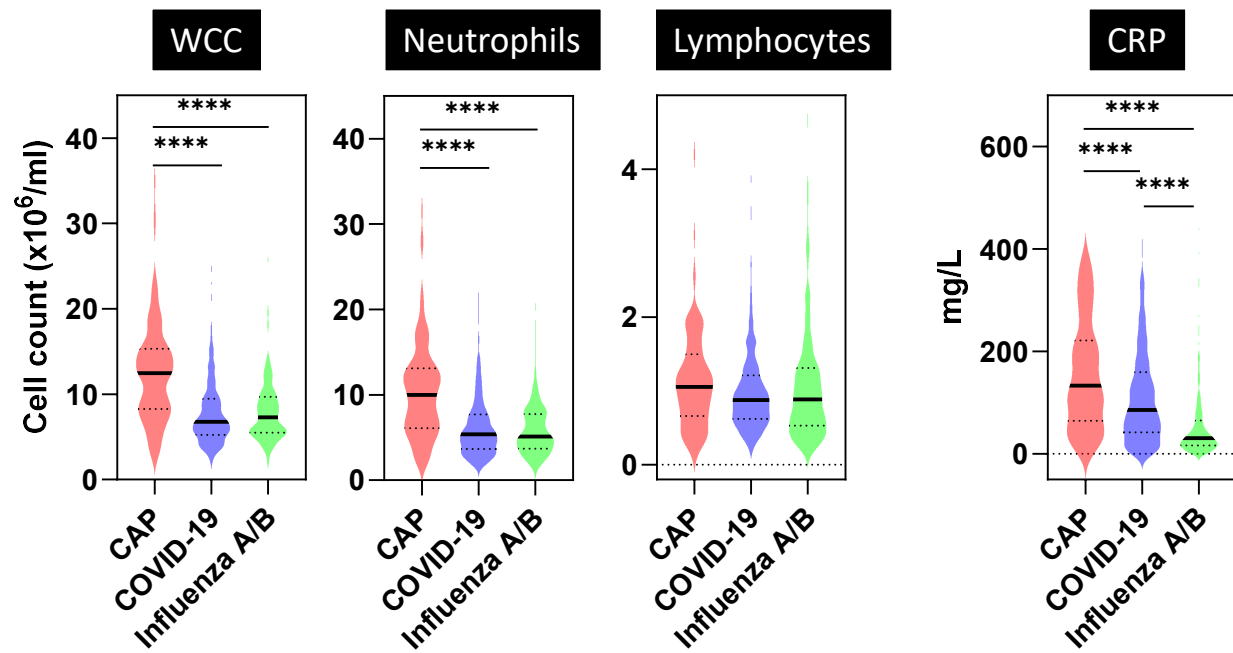 WCC
Neutrophils
Lymphocytes
CRP
Cell count (x10⁶/ml)
40
30
20
10
0
****
****
CAP
COVID-19
Influenza A/B
40
30
20
10
0
****
****
CAP
COVID-19
Influenza A/B
4
2
0
CAP
COVID-19
Influenza A/B
mg/L
600
400
200
0
****
****
****
CAP
COVID-19
Influenza A/B